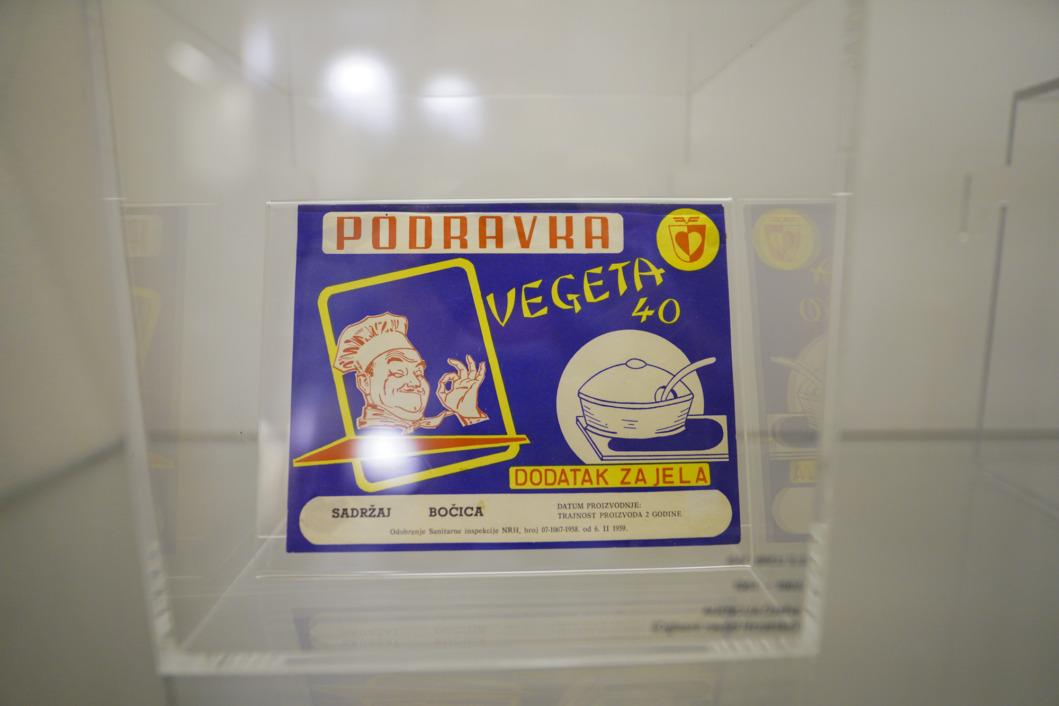 PODRAVKA
VEGETA
40
DODATAK ZA JELA
SADRŽAJ BOČICA
DATUM PROIZVODNJE:
TRAJNOST PROIZVODA 2 GODINE
Odobrenje Sanitarne inspekcije NRH, broj 07-1067-1958. od 6. II 1959.